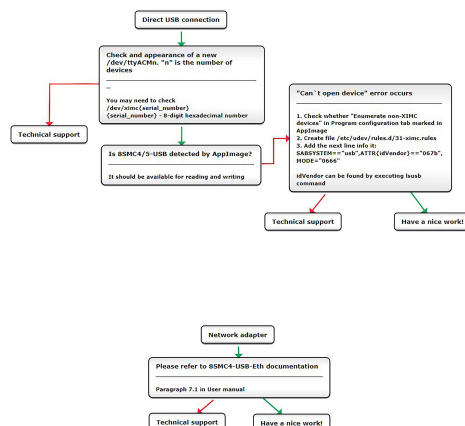 Direct USB connection
Check and appearance of a new
/dev/ttyACMn. "n" is the number of
devices
You may need to check
/dev/ximc{serial_number}
{serial_number} - 8-digit hexadecimal number
Technical support
Is 8SMC4/5-USB detected by AppImage?
It should be available for reading and writing
"Can`t open device" error occurs
1. Check whether "Enumerate non-XIMC
devices" in Program configuration tab marked in
AppImage
2. Create file /etc/udev/rules.d/31-ximc.rules
3. Add the next line info it:
SABSYSTEM=="usb",ATTR{idVendor}=="067b",
MODE="0666"
idVendor can be found by executing lsusb
command
Technical support
Have a nice work!
Network adapter
Please refer to 8SMC4-USB-Eth documentation
Paragraph 7.1 in User manual
Technical support
Have a nice work!